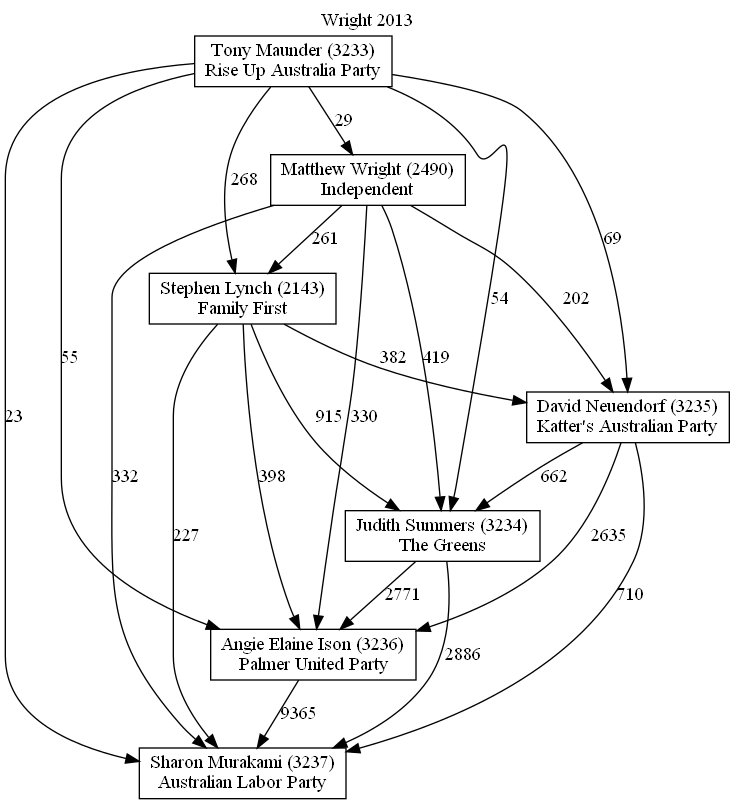 Wright 2013
Tony Maunder (3233)
Rise Up Australia Party
29
Matthew Wright (2490)
Independent
268
261
69
Stephen Lynch (2143)
Family First
54
202
23
55
382
915
330
419
David Neuendorf (3235)
Katter's Australian Party
332
398
662
Judith Summers (3234)
The Greens
227
2635
2771
710
Angie Elaine Ison (3236)
Palmer United Party
2886
9365
Sharon Murakami (3237)
Australian Labor Party